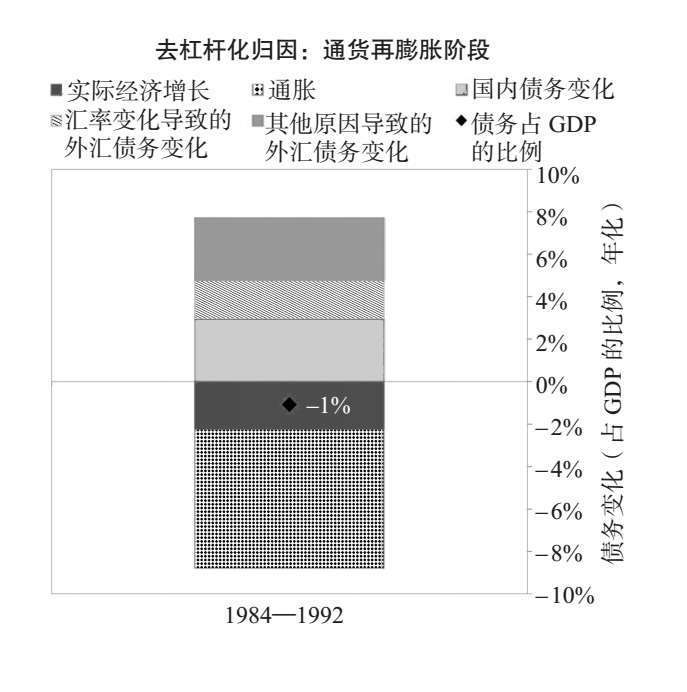 去杠杆化归因：通货再膨胀阶段
实际经济增长 通胀 国内债务变化
汇率变化导致的 其他原因导致的 债务占 GDP
外汇债务变化 外汇债务变化 的比例
10%
8%
6%
4%
2%
0%
–2%
–4%
–6%
–8%
–10%
–1%
债务变化（占 GDP 的比例，年化）
1984—1992